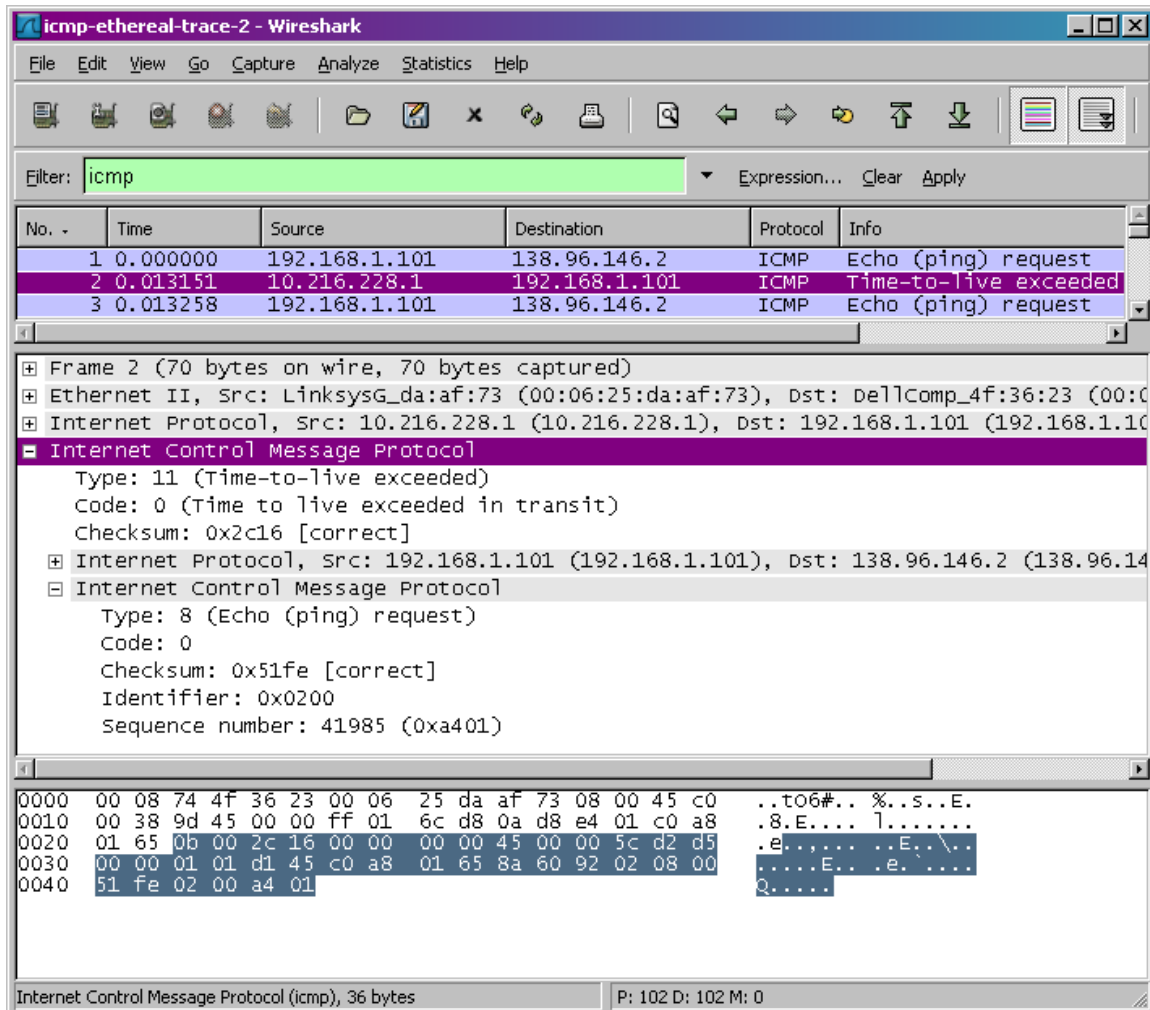 icmp-ethereal-trace-2 - Wireshark
File Edit View Go Capture Analyze Statistics Help
Filter: icmp Expression... Clear Apply
No. Time Source Destination Protocol Info
1 0.000000 192.168.1.101 138.96.146.2 ICMP Echo (ping) request
2 0.013151 10.216.228.1 192.168.1.101 ICMP Time-to-live exceeded
3 0.013258 192.168.1.101 138.96.146.2 ICMP Echo (ping) request
Frame 2 (70 bytes on wire, 70 bytes captured)
Ethernet II, Src: LinksysG_da:af:73 (00:06:25:da:af:73), Dst: DellComp_4f:36:23 (00:0
Internet Protocol, Src: 10.216.228.1 (10.216.228.1), Dst: 192.168.1.101 (192.168.1.10
Internet Control Message Protocol
Type: 11 (Time-to-live exceeded)
Code: 0 (Time to live exceeded in transit)
Checksum: 0x2c16 [correct]
Internet Protocol, Src: 192.168.1.101 (192.168.1.101), Dst: 138.96.146.2 (138.96.14
Internet Control Message Protocol
Type: 8 (Echo (ping) request)
Code: 0
Checksum: 0x51fe [correct]
Identifier: 0x0200
Sequence number: 41985 (0xa401)
0000 00 08 74 4f 36 23 00 06 25 da af 73 08 00 45 c0 ..tO6#.. %..s..E.
0010 00 38 9d 45 00 00 ff 01 6c d8 0a d8 e4 01 c0 a8 .8.E.... l.......
0020 01 65 0b 00 2c 16 00 00 00 00 45 00 00 5c d2 d5 .e..,... ..E..\..
0030 00 00 01 01 d1 45 c0 a8 01 65 8a 60 92 02 08 00 .....E.. .e.`....
0040 51 fe 02 00 a4 01 Q.....
Internet Control Message Protocol (icmp), 36 bytes P: 102 D: 102 M: 0